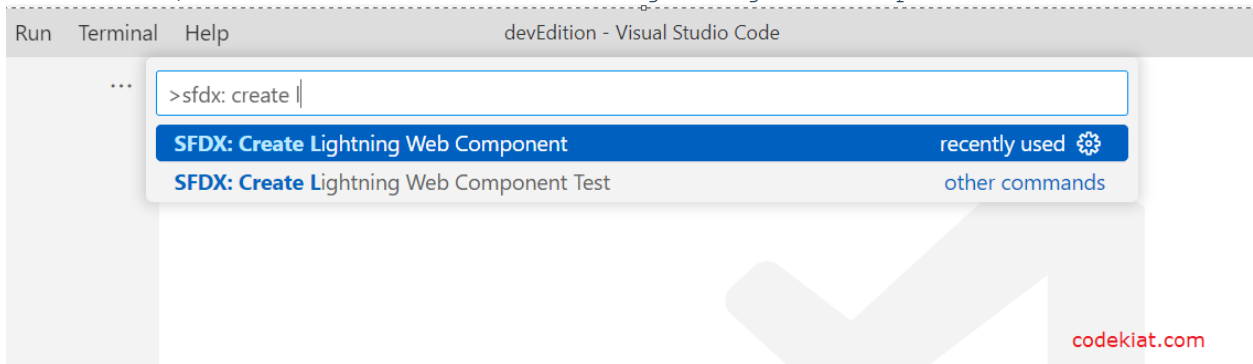 Run Terminal Help devEdition - Visual Studio Code
...
>sfdx: create l
SFDX: Create Lightning Web Component recently used
SFDX: Create Lightning Web Component Test other commands
codekiat.com